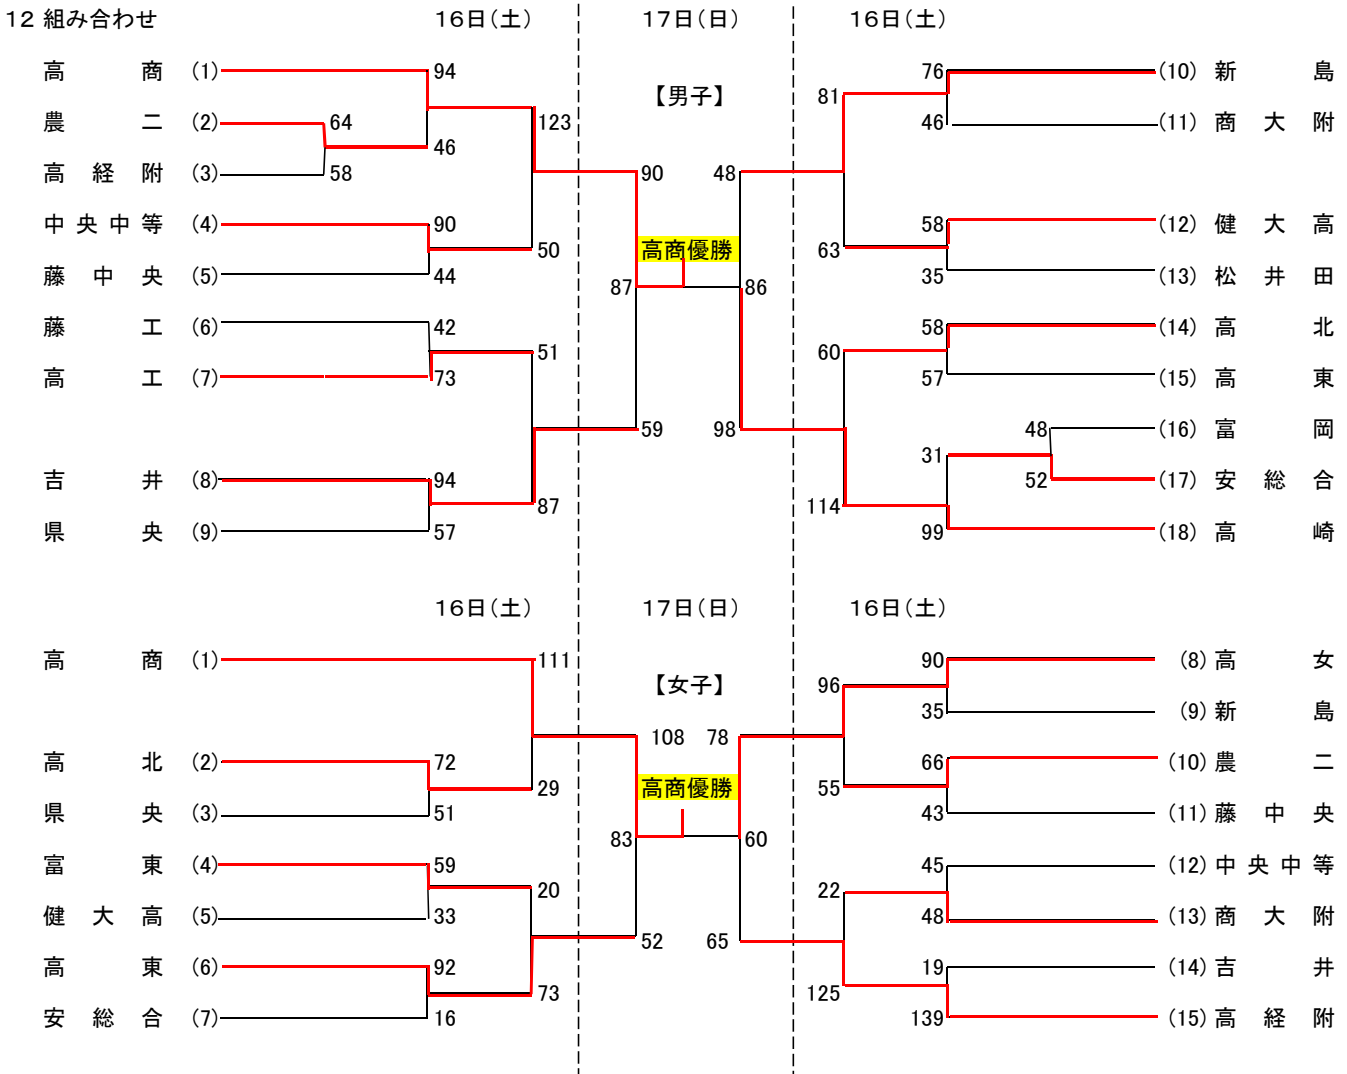 12 組み合わせ 16日(土) 17日(日) 16日(土)
高商 (1) 94 76 (10) 新島
【男子】 81
農二 (2) 64 123 46 (11) 商大附
46
高経附 (3) 58 90 48
中央中等 (4) 90 58 (12) 健大高
50 高商優勝 63
藤中央 (5) 44 35 (13) 松井田
87 86
藤工 (6) 42 58 (14) 高北
51 60
高工 (7) 73 57 (15) 高東
59 98 48 (16) 富岡
31
吉井 (8) 94 52 (17) 安総合
87 114
県央 (9) 57 99 (18) 高崎
16日(土) 17日(日) 16日(土)
高商 (1) 111 90 (8) 高女
【女子】 96
35 (9) 新島
108 78
高北 (2) 72 66 (10) 農二
29 高商優勝 55
県央 (3) 51 43 (11) 藤中央
83 60
富東 (4) 59 45 (12) 中央中等
20 22
健大高 (5) 33 48 (13) 商大附
52 65
高東 (6) 92 19 (14) 吉井
73 125
安総合 (7) 16 139 (15) 高経附